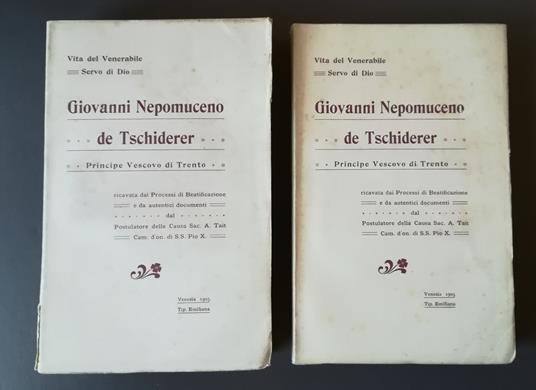 Vita del Venerabile
Servo di Dio
Giovanni Nepomuceno
de Tschiderer
Principe Vescovo di Trento
ricavata dai Processi di Beatificazione
e da autentici documenti
dal
Postulatore della Causa Sac. A. Tait
Cam. d'on. di S.S. Pio X.
Venezia 1905
Tip. Emiliana
Vita del Venerabile
Servo di Dio
Giovanni Nepomuceno
de Tschiderer
Principe Vescovo di Trento
ricavata dai Processi di Beatificazione
e da autentici documenti
dal
Postulatore della Causa Sac. A. Tait
Cam. d'on. di S.S. Pio X.
Venezia 1905
Tip. Emiliana